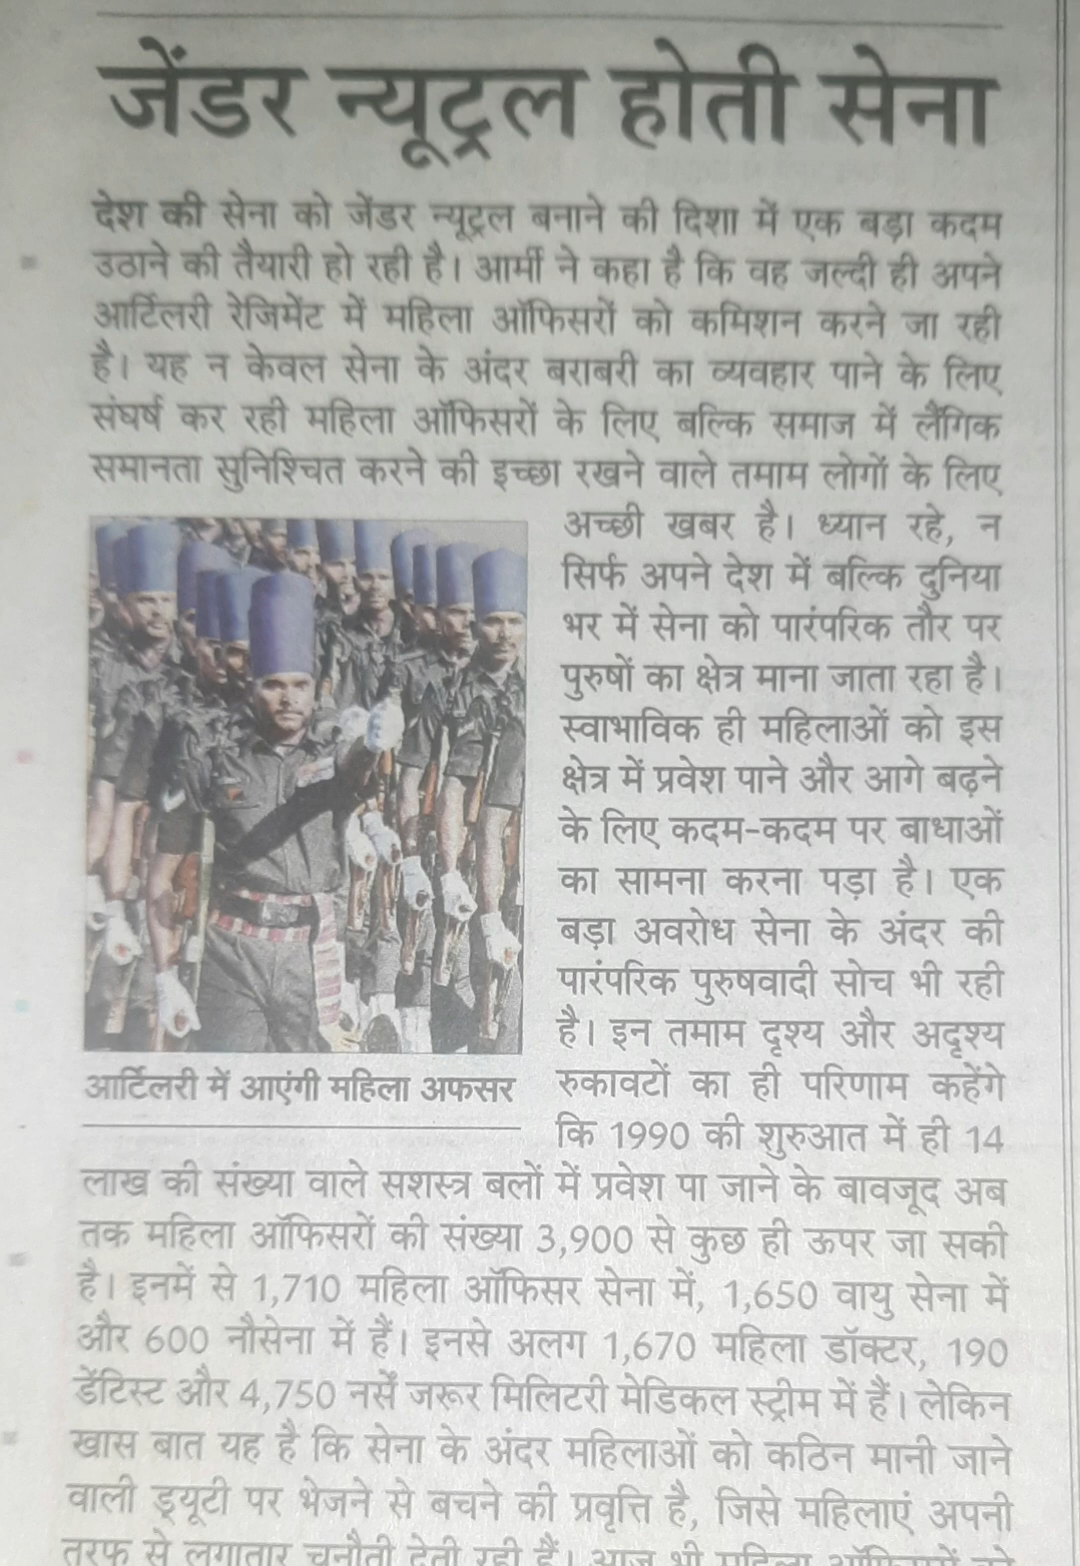 जेंडर न्यूट्रल होती सेना
देश की सेना को जेंडर न्यूट्रल बनाने की दिशा में एक बड़ा कदम
उठाने की तैयारी हो रही है। आर्मी ने कहा है कि वह जल्दी ही अपने
आर्टिलरी रेजिमेंट में महिला ऑफिसरों को कमिशन करने जा रही
है। यह न केवल सेना के अंदर बराबरी का व्यवहार पाने के लिए
संघर्ष कर रही महिला ऑफिसरों के लिए बल्कि समाज में लैंगिक
समानता सुनिश्चित करने की इच्छा रखने वाले तमाम लोगों के लिए
अच्छी खबर है। ध्यान रहे, न
सिर्फ अपने देश में बल्कि दुनिया
भर में सेना को पारंपरिक तौर पर
पुरुषों का क्षेत्र माना जाता रहा है।
स्वाभाविक ही महिलाओं को इस
क्षेत्र में प्रवेश पाने और आगे बढ़ने
के लिए कदम-कदम पर बाधाओं
का सामना करना पड़ा है। एक
बड़ा अवरोध सेना के अंदर की
पारंपरिक पुरुषवादी सोच भी रही
है। इन तमाम दृश्य और अदृश्य
रुकावटों का ही परिणाम कहेंगे
कि 1990 की शुरुआत में ही 14
आर्टिलरी में आएंगी महिला अफसर
लाख की संख्या वाले सशस्त्र बलों में प्रवेश पा जाने के बावजूद अब
तक महिला ऑफिसरों की संख्या 3,900 से कुछ ही ऊपर जा सकी
है। इनमें से 1,710 महिला ऑफिसर सेना में, 1,650 वायु सेना में
और 600 नौसेना में हैं। इनसे अलग 1,670 महिला डॉक्टर, 190
डेंटिस्ट और 4,750 नर्सें जरूर मिलिटरी मेडिकल स्ट्रीम में हैं। लेकिन
खास बात यह है कि सेना के अंदर महिलाओं को कठिन मानी जाने
वाली ड्यूटी पर भेजने से बचने की प्रवृत्ति है, जिसे महिलाएं अपनी
तरफ से लगातार चुनौती देती रही हैं। आज भी महिला ऑफिसरों को